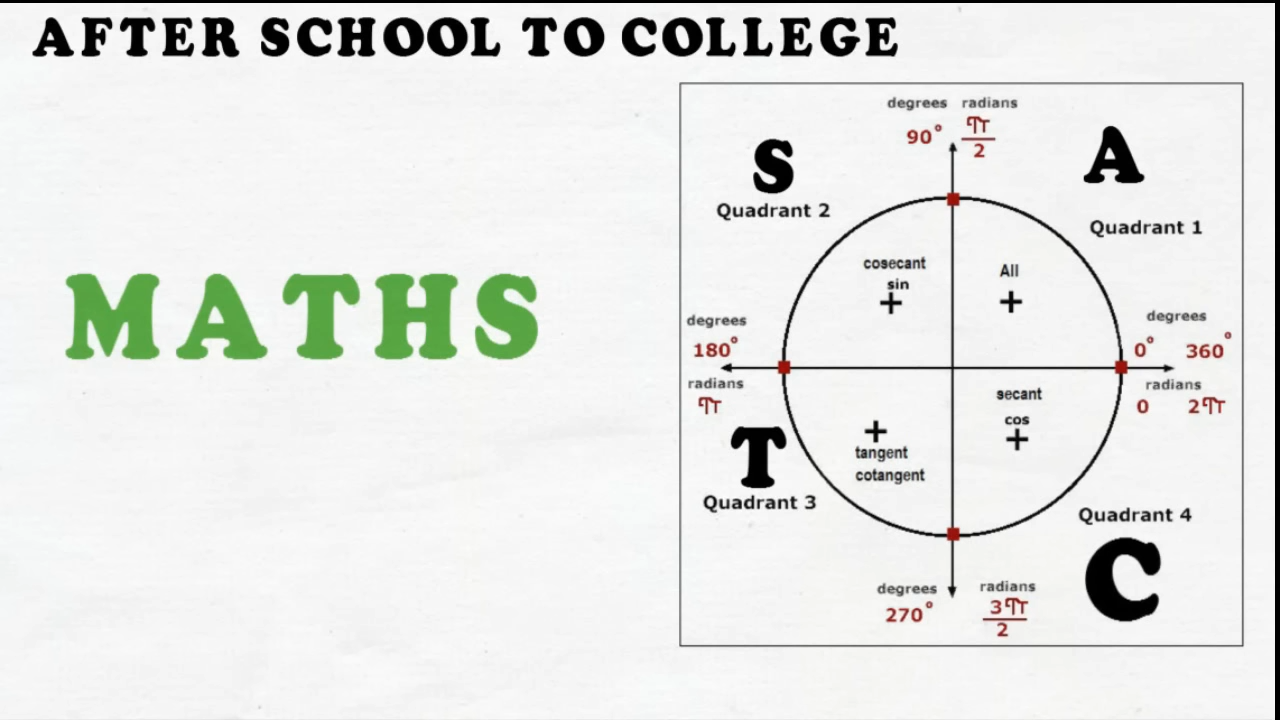 AFTER SCHOOL TO COLLEGE
MATHS
degrees radians
90° π/2
S
Quadrant 2
A
Quadrant 1
cosecant
sin
+
All
+
degrees
180°
radians
π
degrees
0° 360°
radians
0 2π
secant
cos
+
+
tangent
cotangent
T
Quadrant 3
Quadrant 4
C
degrees radians
270° 3π/2